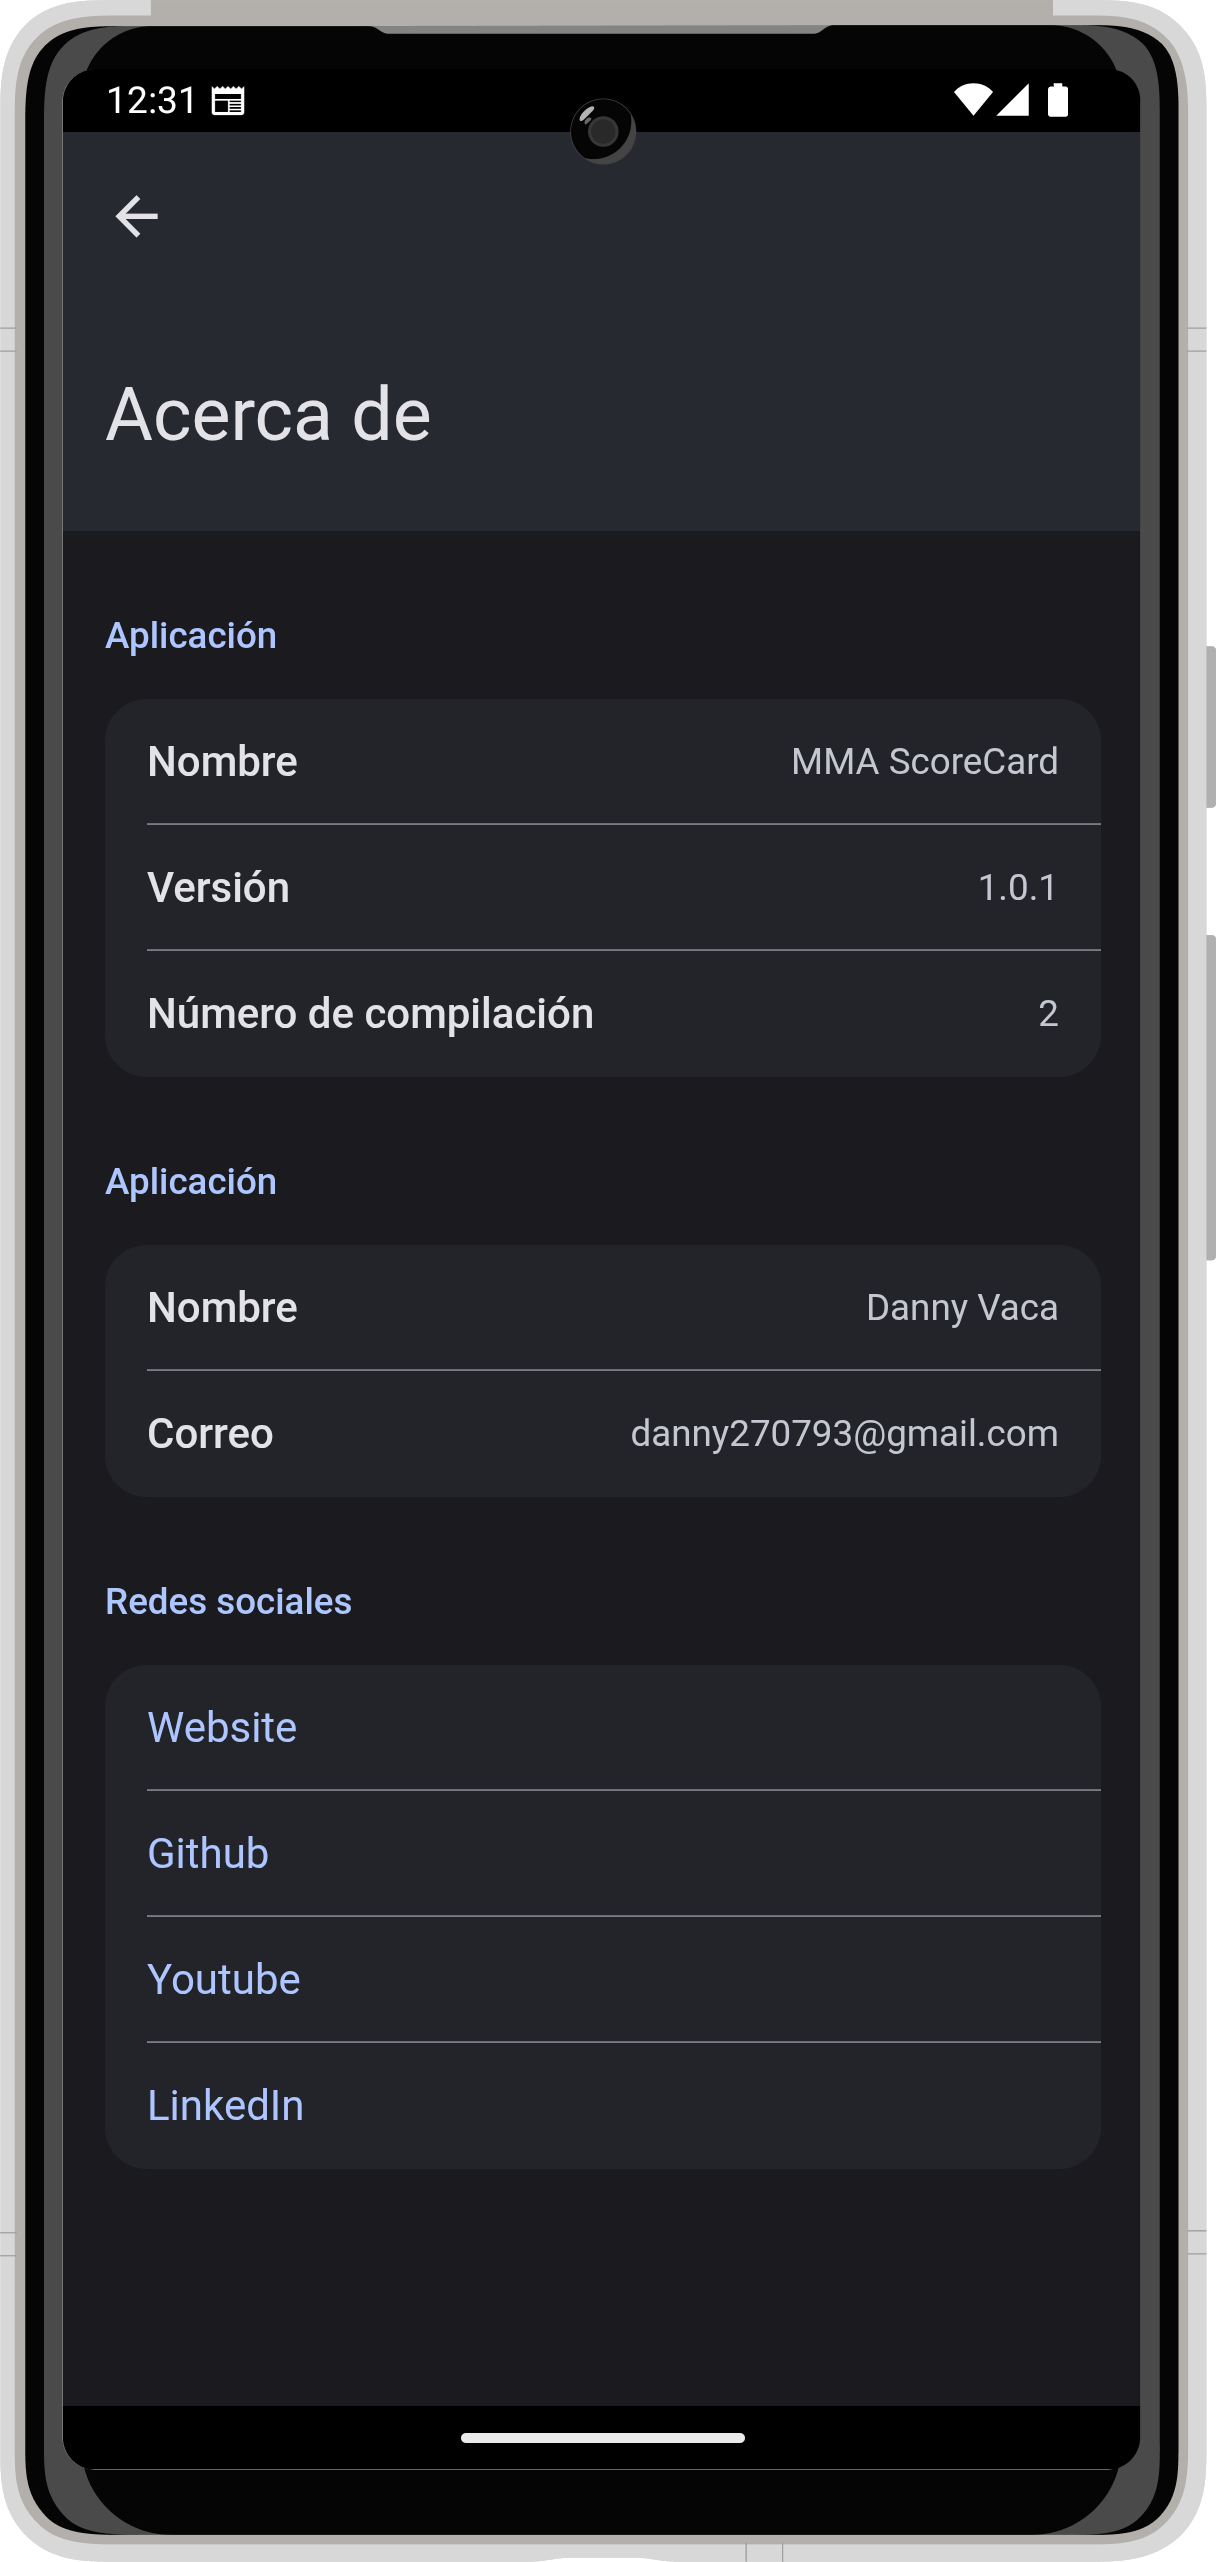 12:31
Acerca de
Aplicación
Nombre MMA ScoreCard
Versión 1.0.1
Número de compilación 2
Aplicación
Nombre Danny Vaca
Correo danny270793@gmail.com
Redes sociales
Website
Github
Youtube
LinkedIn